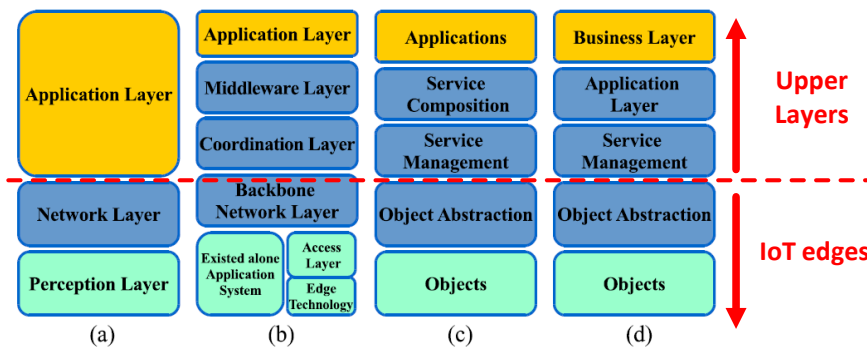 Application Layer
Network Layer
Perception Layer
(a)
Application Layer
Middleware Layer
Coordination Layer
Backbone
Network Layer
Existed alone
Application
System
Access
Layer
Edge
Technology
(b)
Applications
Service
Composition
Service
Management
Object Abstraction
Objects
(c)
Business Layer
Application
Layer
Service
Management
Object Abstraction
Objects
(d)
Upper
Layers
IoT edges